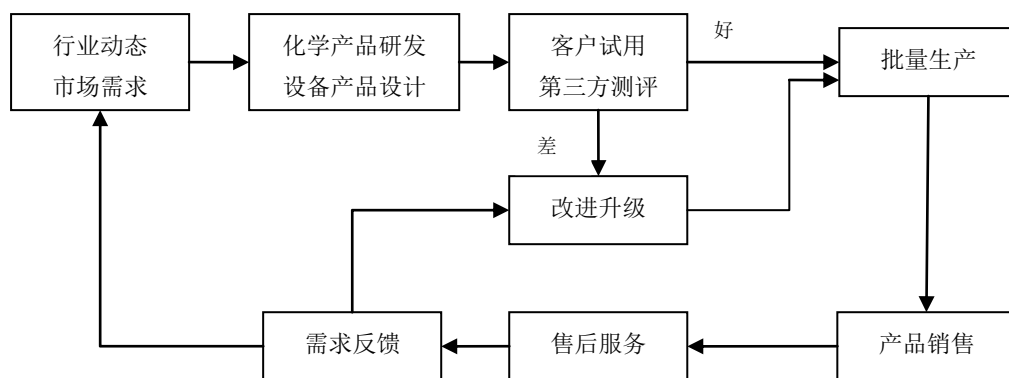 行业动态
市场需求
化学产品研发
设备产品设计
客户试用
第三方测评
好
批量生产
差
改进升级
需求反馈
售后服务
产品销售